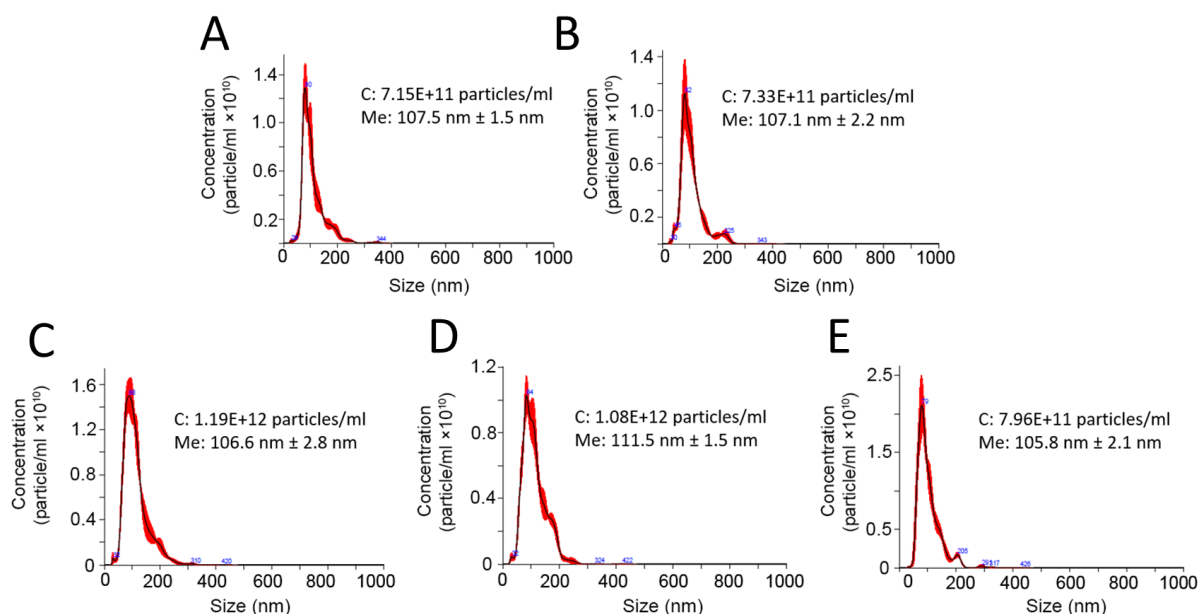 A
Concentration
(particle/ml ×10¹⁰)
1.4
1.0
0.6
0.2
C: 7.15E+11 particles/ml
Me: 107.5 nm ± 1.5 nm
344
0 200 400 600 800 1000
Size (nm)
B
Concentration
(particle/ml ×10¹⁰)
1.4
1.0
0.6
0.2
C: 7.33E+11 particles/ml
Me: 107.1 nm ± 2.2 nm
343
0 200 400 600 800 1000
Size (nm)
C
Concentration
(particle/ml ×10¹⁰)
1.6
1.2
0.8
0.4
0
C: 1.19E+12 particles/ml
Me: 106.6 nm ± 2.8 nm
310
420
0 200 400 600 800 1000
Size (nm)
D
Concentration
(particle/ml ×10¹⁰)
1.2
0.8
0.4
0
C: 1.08E+12 particles/ml
Me: 111.5 nm ± 1.5 nm
324
422
0 200 400 600 800 1000
Size (nm)
E
Concentration
(particle/ml ×10¹⁰)
2.5
1.5
0.5
0
C: 7.96E+11 particles/ml
Me: 105.8 nm ± 2.1 nm
205
426
0 200 400 600 800 1000
Size (nm)